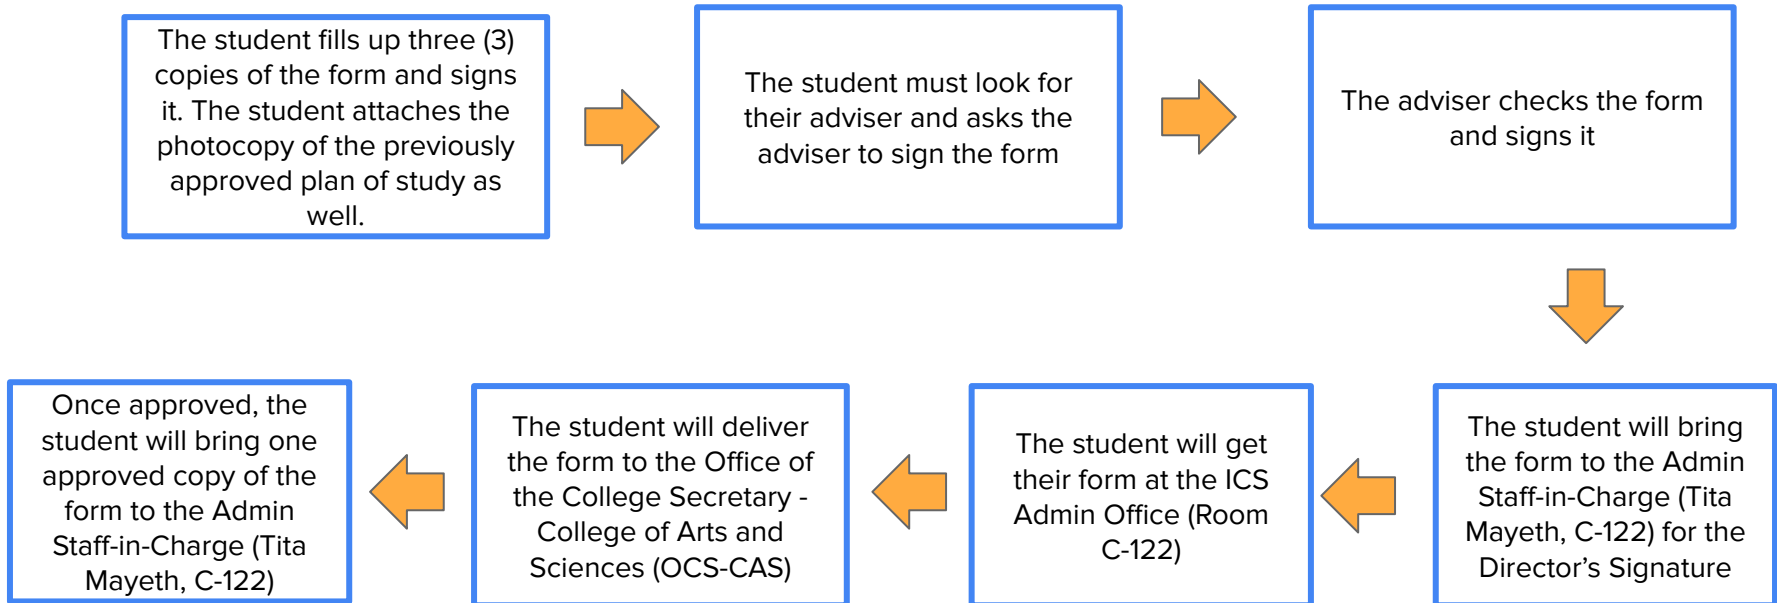 The student fills up three (3)
copies of the form and signs
it. The student attaches the
photocopy of the previously
approved plan of study as
well.
The student must look for
their adviser and asks the
adviser to sign the form
The adviser checks the form
and signs it
The student will bring
the form to the Admin
Staff-in-Charge (Tita
Mayeth, C-122) for the
Director’s Signature
The student will get
their form at the ICS
Admin Office (Room
C-122)
The student will deliver
the form to the Office of
the College Secretary -
College of Arts and
Sciences (OCS-CAS)
Once approved, the
student will bring one
approved copy of the
form to the Admin
Staff-in-Charge (Tita
Mayeth, C-122)